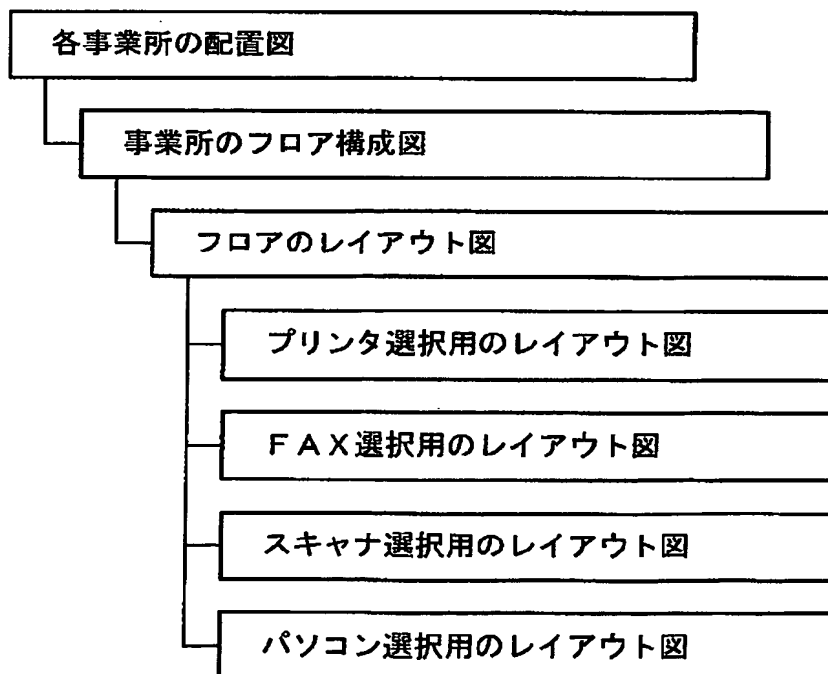 各事業所の配置図
事業所のフロア構成図
フロアのレイアウト図
プリンタ選択用のレイアウト図
ＦＡＸ選択用のレイアウト図
スキャナ選択用のレイアウト図
パソコン選択用のレイアウト図